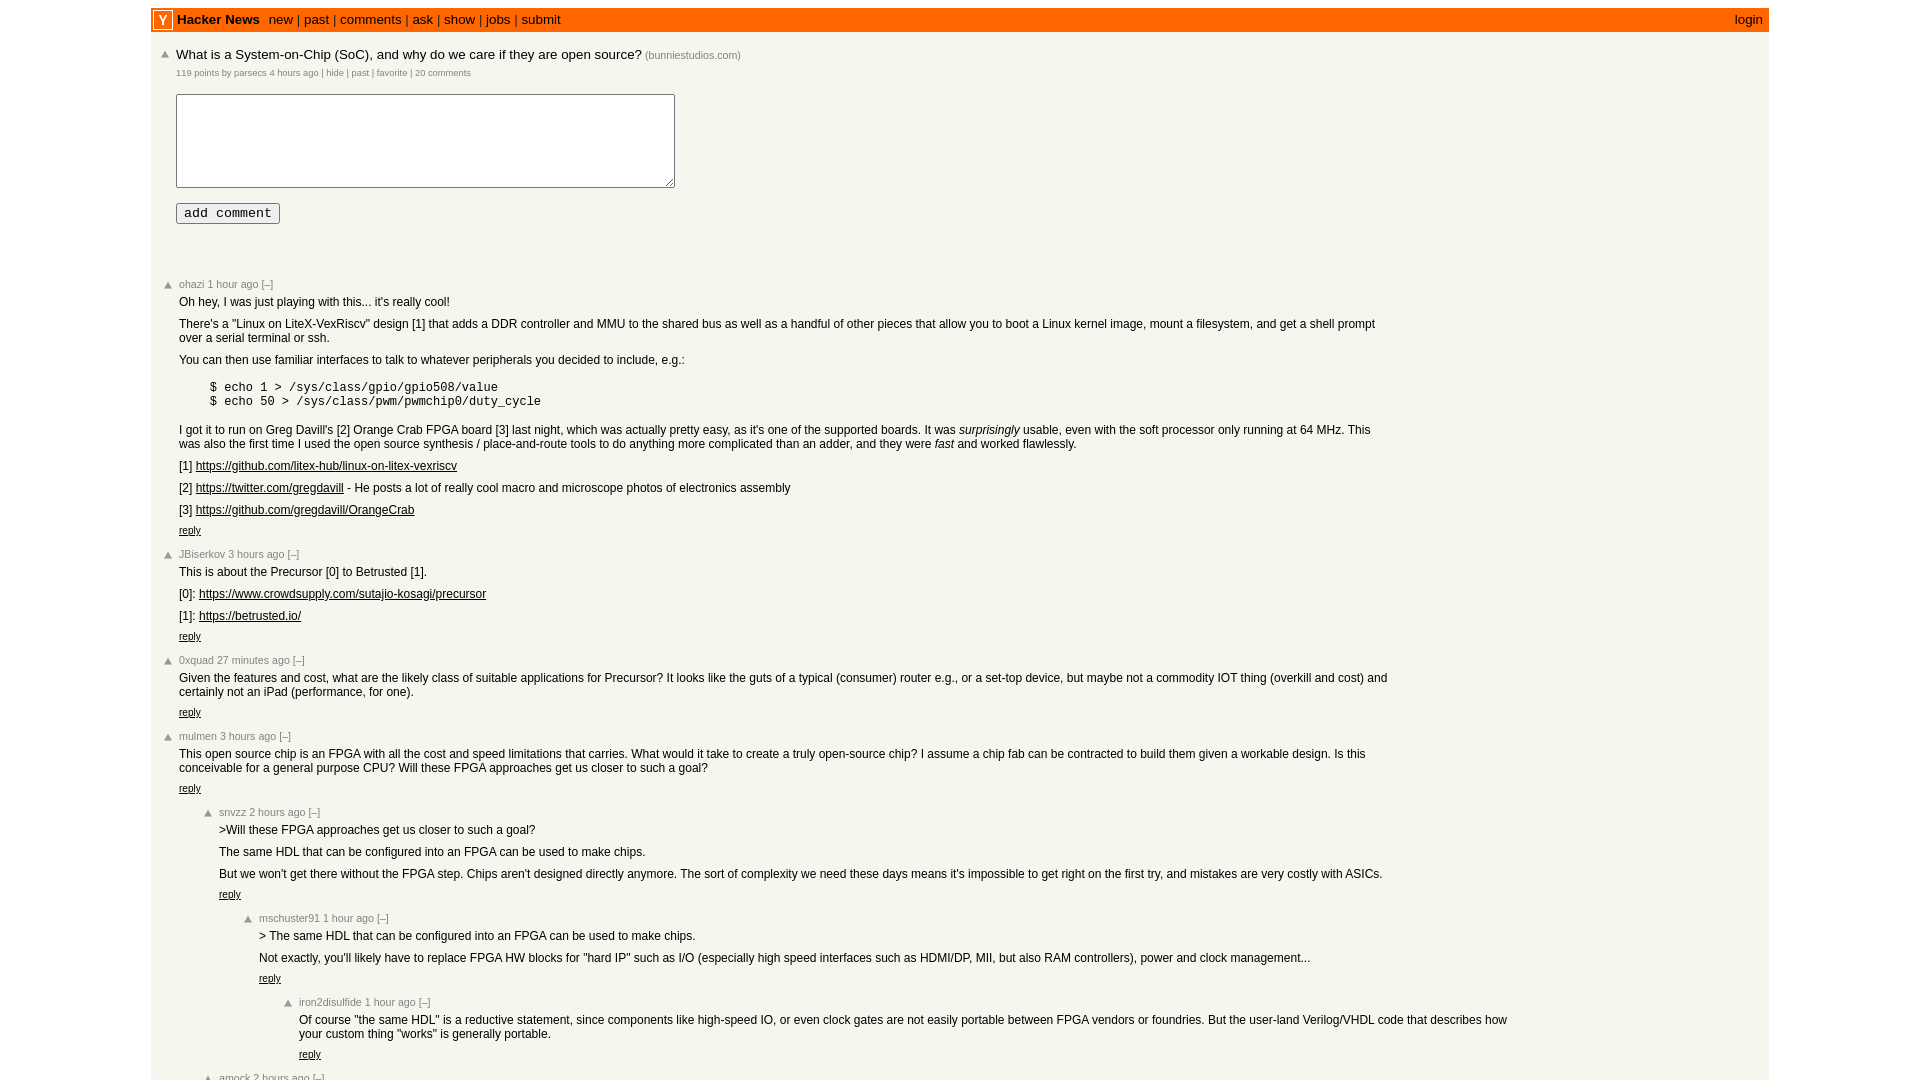 Y Hacker News new | past | comments | ask | show | jobs | submit login
What is a System-on-Chip (SoC), and why do we care if they are open source? (bunniestudios.com)
119 points by parsecs 4 hours ago | hide | past | favorite | 20 comments
add comment
ohazi 1 hour ago [–]
Oh hey, I was just playing with this... it's really cool!
There's a "Linux on LiteX-VexRiscv" design [1] that adds a DDR controller and MMU to the shared bus as well as a handful of other pieces that allow you to boot a Linux kernel image, mount a filesystem, and get a shell prompt
over a serial terminal or ssh.
You can then use familiar interfaces to talk to whatever peripherals you decided to include, e.g.:
$ echo 1 > /sys/class/gpio/gpio508/value
$ echo 50 > /sys/class/pwm/pwmchip0/duty_cycle
I got it to run on Greg Davill's [2] Orange Crab FPGA board [3] last night, which was actually pretty easy, as it's one of the supported boards. It was surprisingly usable, even with the soft processor only running at 64 MHz. This
was also the first time I used the open source synthesis / place-and-route tools to do anything more complicated than an adder, and they were fast and worked flawlessly.
[1] https://github.com/litex-hub/linux-on-litex-vexriscv
[2] https://twitter.com/gregdavill - He posts a lot of really cool macro and microscope photos of electronics assembly
[3] https://github.com/gregdavill/OrangeCrab
reply
JBiserkov 3 hours ago [–]
This is about the Precursor [0] to Betrusted [1].
[0]: https://www.crowdsupply.com/sutajio-kosagi/precursor
[1]: https://betrusted.io/
reply
0xquad 27 minutes ago [–]
Given the features and cost, what are the likely class of suitable applications for Precursor? It looks like the guts of a typical (consumer) router e.g., or a set-top device, but maybe not a commodity IOT thing (overkill and cost) and
certainly not an iPad (performance, for one).
reply
mulmen 3 hours ago [–]
This open source chip is an FPGA with all the cost and speed limitations that carries. What would it take to create a truly open-source chip? I assume a chip fab can be contracted to build them given a workable design. Is this
conceivable for a general purpose CPU? Will these FPGA approaches get us closer to such a goal?
reply
snvzz 2 hours ago [–]
>Will these FPGA approaches get us closer to such a goal?
The same HDL that can be configured into an FPGA can be used to make chips.
But we won't get there without the FPGA step. Chips aren't designed directly anymore. The sort of complexity we need these days means it's impossible to get right on the first try, and mistakes are very costly with ASICs.
reply
mschuster91 1 hour ago [–]
> The same HDL that can be configured into an FPGA can be used to make chips.
Not exactly, you'll likely have to replace FPGA HW blocks for "hard IP" such as I/O (especially high speed interfaces such as HDMI/DP, MII, but also RAM controllers), power and clock management...
reply
iron2disulfide 1 hour ago [–]
Of course "the same HDL" is a reductive statement, since components like high-speed IO, or even clock gates are not easily portable between FPGA vendors or foundries. But the user-land Verilog/VHDL code that describes how
your custom thing "works" is generally portable.
reply
amock 2 hours ago [–]